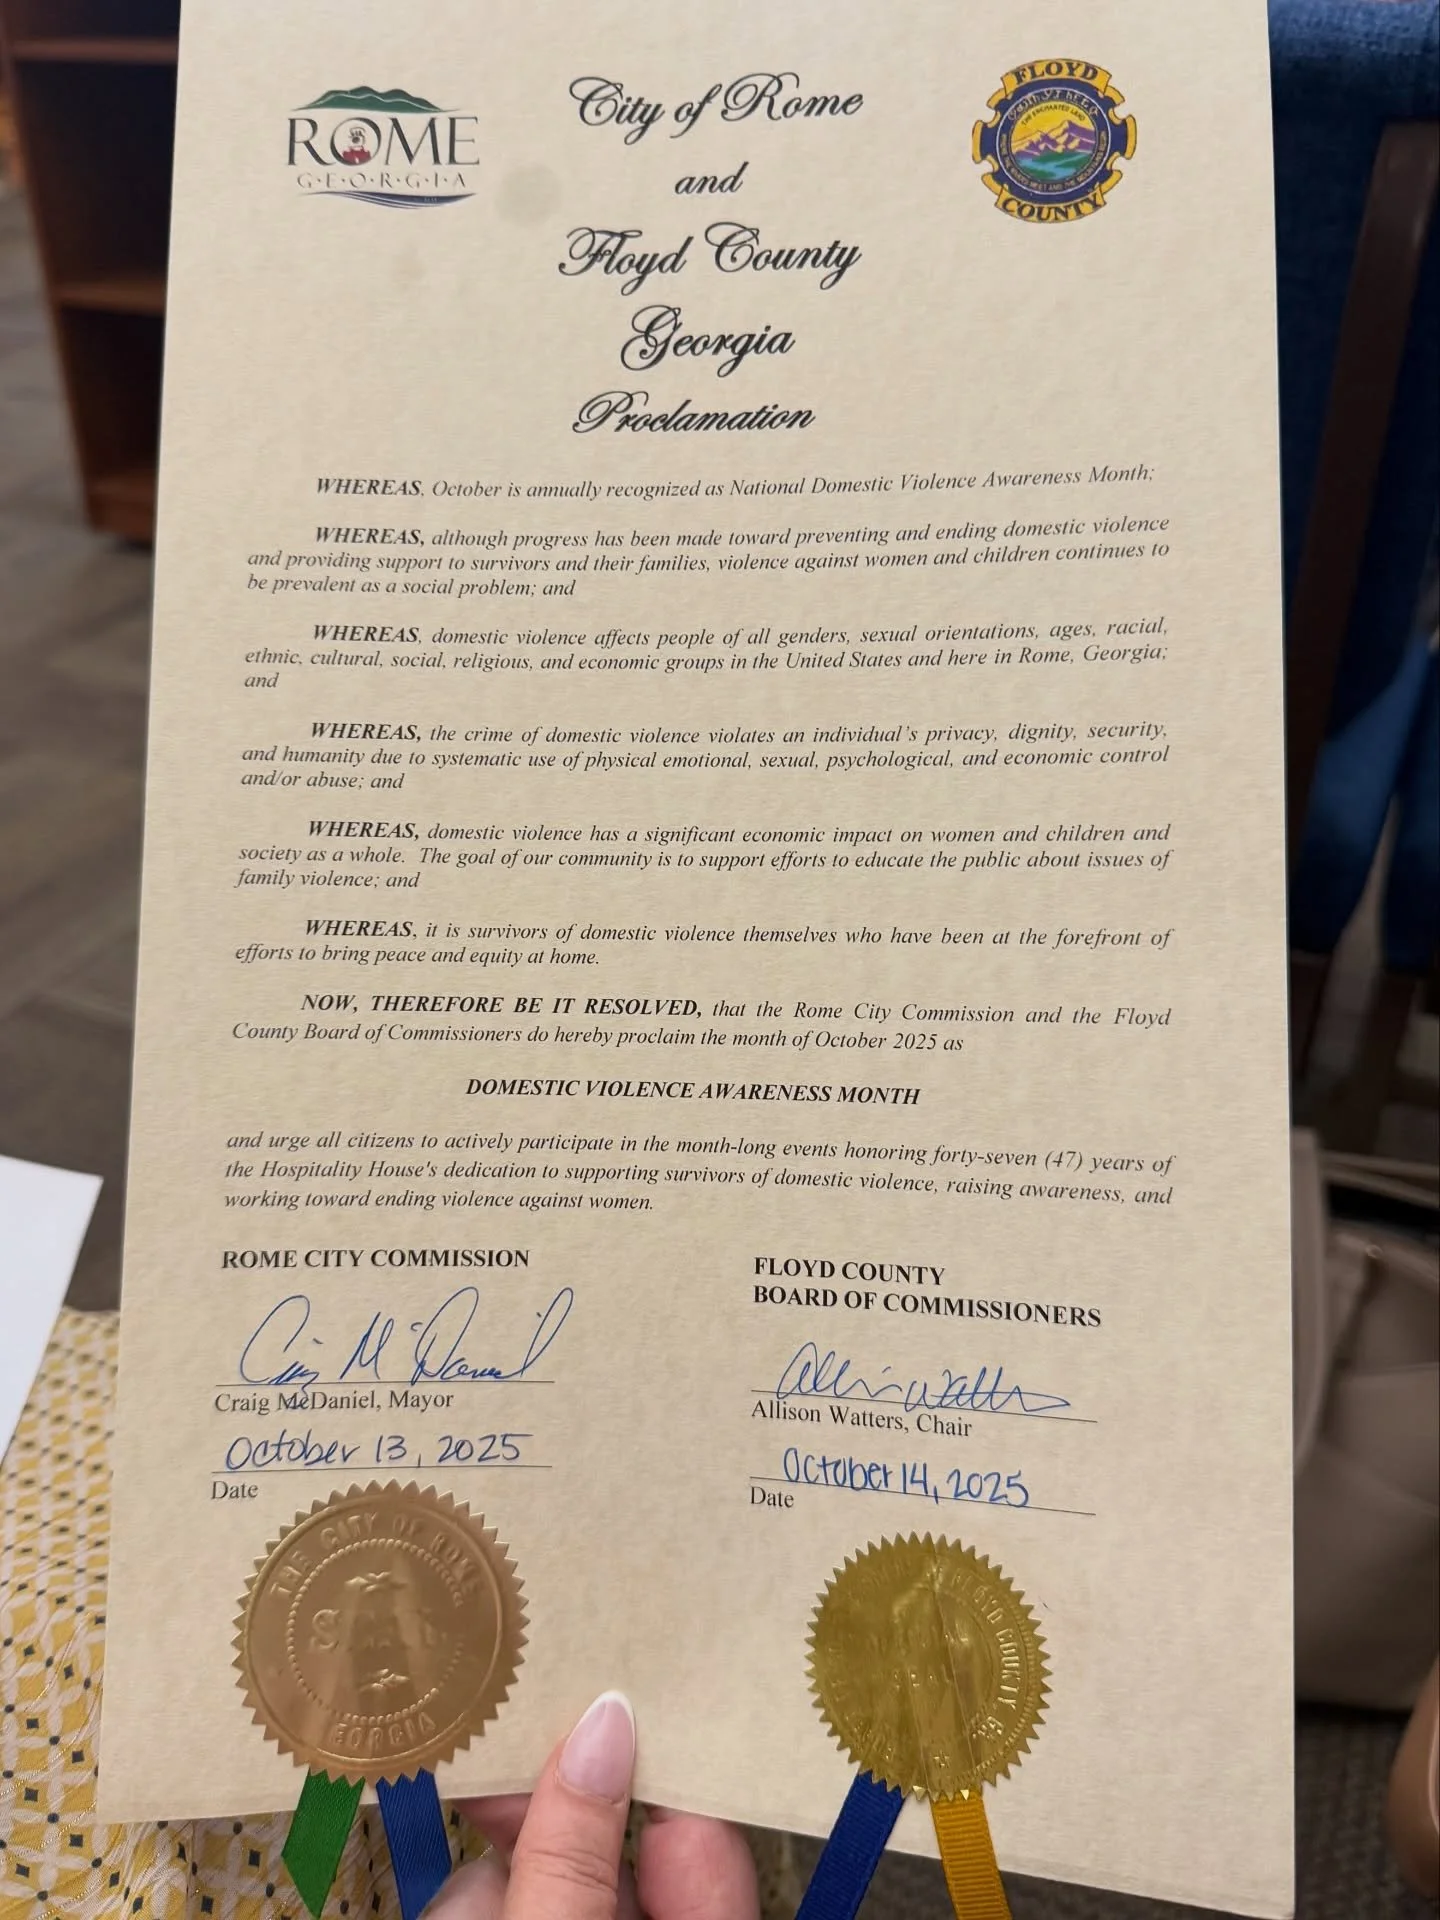 ROME
G·E·O·R·G·I·A
City of Rome
and
Floyd County
Georgia
Proclamation
FLOYD
THE ENCHANTED LAND
COUNTY
WHEREAS, October is annually recognized as National Domestic Violence Awareness Month;
WHEREAS, although progress has been made toward preventing and ending domestic violence
and providing support to survivors and their families, violence against women and children continues to
be prevalent as a social problem; and
WHEREAS, domestic violence affects people of all genders, sexual orientations, ages, racial,
ethnic, cultural, social, religious, and economic groups in the United States and here in Rome, Georgia;
and
WHEREAS, the crime of domestic violence violates an individual's privacy, dignity, security,
and humanity due to systematic use of physical emotional, sexual, psychological, and economic control
and/or abuse; and
WHEREAS, domestic violence has a significant economic impact on women and children and
society as a whole. The goal of our community is to support efforts to educate the public about issues of
family violence; and
WHEREAS, it is survivors of domestic violence themselves who have been at the forefront of
efforts to bring peace and equity at home.
NOW, THEREFORE BE IT RESOLVED, that the Rome City Commission and the Floyd
County Board of Commissioners do hereby proclaim the month of October 2025 as
DOMESTIC VIOLENCE AWARENESS MONTH
and urge all citizens to actively participate in the month-long events honoring forty-seven (47) years of
the Hospitality House's dedication to supporting survivors of domestic violence, raising awareness, and
working toward ending violence against women.
ROME CITY COMMISSION
Craig McDaniel
Craig McDaniel, Mayor
October 13, 2025
Date
FLOYD COUNTY
BOARD OF COMMISSIONERS
Allison Watters
Allison Watters, Chair
October 14, 2025
Date
THE CITY OF ROME
GEORGIA
FLOYD COUNTY, GA